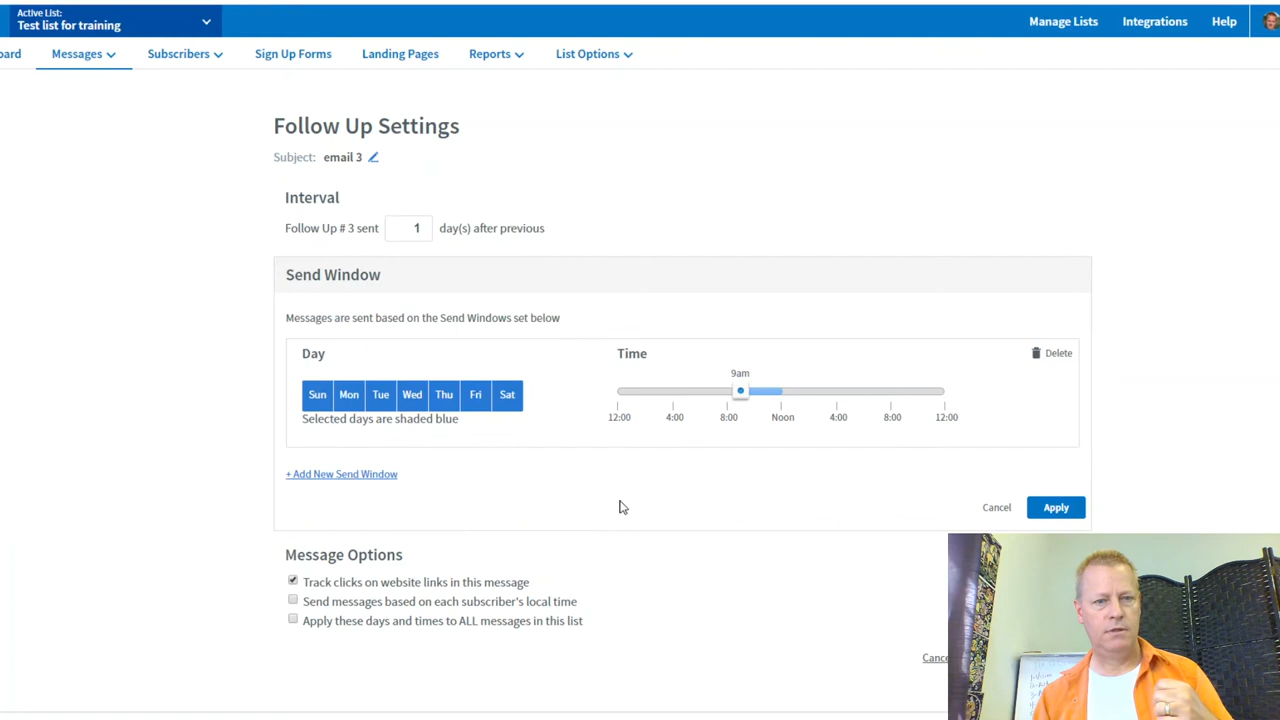 Active List:
Test list for training
Manage Lists Integrations Help
oard Messages Subscribers Sign Up Forms Landing Pages Reports List Options
Follow Up Settings
Subject: email 3
Interval
Follow Up # 3 sent 1 day(s) after previous
Send Window
Messages are sent based on the Send Windows set below
Day Time Delete
9am
Sun Mon Tue Wed Thu Fri Sat
12:00 4:00 8:00 Noon 4:00 8:00 12:00
Selected days are shaded blue
+ Add New Send Window
Cancel Apply
Message Options
Track clicks on website links in this message
Send messages based on each subscriber's local time
Apply these days and times to ALL messages in this list
Cance